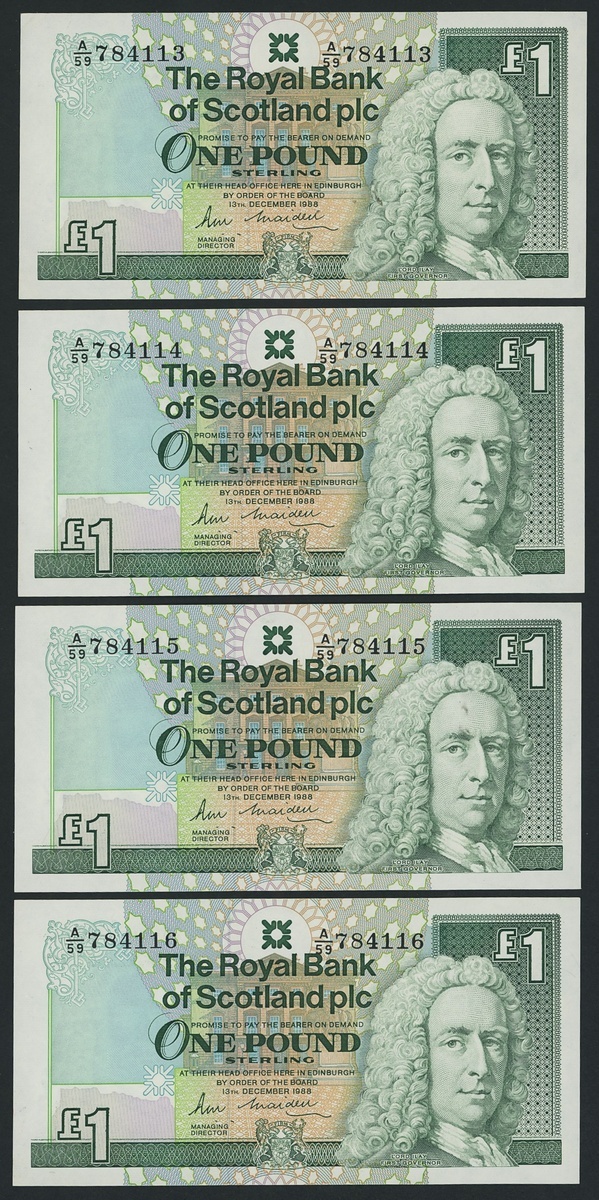 A/59 784113 A/59 784113 £1
The Royal Bank
of Scotland plc
PROMISE TO PAY THE BEARER ON DEMAND
ONE POUND
STERLING
AT THEIR HEAD OFFICE HERE IN EDINBURGH
BY ORDER OF THE BOARD
13TH. DECEMBER 1988
MANAGING
DIRECTOR
£1
LORD ILAY
FIRST GOVERNOR
A/59 784114 A/59 784114 £1
The Royal Bank
of Scotland plc
PROMISE TO PAY THE BEARER ON DEMAND
ONE POUND
STERLING
AT THEIR HEAD OFFICE HERE IN EDINBURGH
BY ORDER OF THE BOARD
13TH. DECEMBER 1988
MANAGING
DIRECTOR
£1
LORD ILAY
FIRST GOVERNOR
A/59 784115 A/59 784115 £1
The Royal Bank
of Scotland plc
PROMISE TO PAY THE BEARER ON DEMAND
ONE POUND
STERLING
AT THEIR HEAD OFFICE HERE IN EDINBURGH
BY ORDER OF THE BOARD
13TH. DECEMBER 1988
MANAGING
DIRECTOR
£1
LORD ILAY
FIRST GOVERNOR
A/59 784116 A/59 784116 £1
The Royal Bank
of Scotland plc
PROMISE TO PAY THE BEARER ON DEMAND
ONE POUND
STERLING
AT THEIR HEAD OFFICE HERE IN EDINBURGH
BY ORDER OF THE BOARD
13TH. DECEMBER 1988
MANAGING
DIRECTOR
£1
LORD ILAY
FIRST GOVERNOR